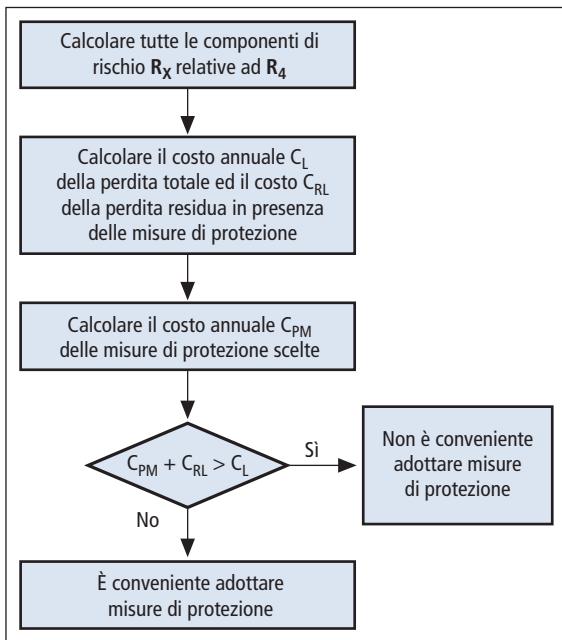 Calcolare tutte le componenti di
rischio R_X relative ad R_4
Calcolare il costo annuale C_L
della perdita totale ed il costo C_RL
della perdita residua in presenza
delle misure di protezione
Calcolare il costo annuale C_PM
delle misure di protezione scelte
C_PM + C_RL > C_L
Sì
Non è conveniente
adottare misure
di protezione
No
È conveniente adottare
misure di protezione